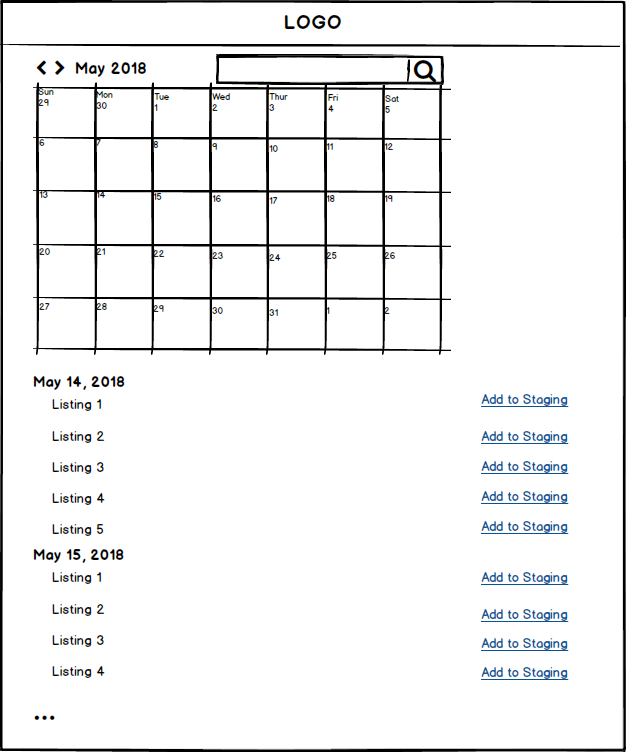 LOGO
May 2018
Sun Mon Tue Wed Thur Fri Sat
29 30 1 2 3 4 5
6 7 8 9 10 11 12
13 14 15 16 17 18 19
20 21 22 23 24 25 26
27 28 29 30 31 1 2
May 14, 2018
Listing 1 Add to Staging
Listing 2 Add to Staging
Listing 3 Add to Staging
Listing 4 Add to Staging
Listing 5 Add to Staging
May 15, 2018
Listing 1 Add to Staging
Listing 2 Add to Staging
Listing 3 Add to Staging
Listing 4 Add to Staging
...